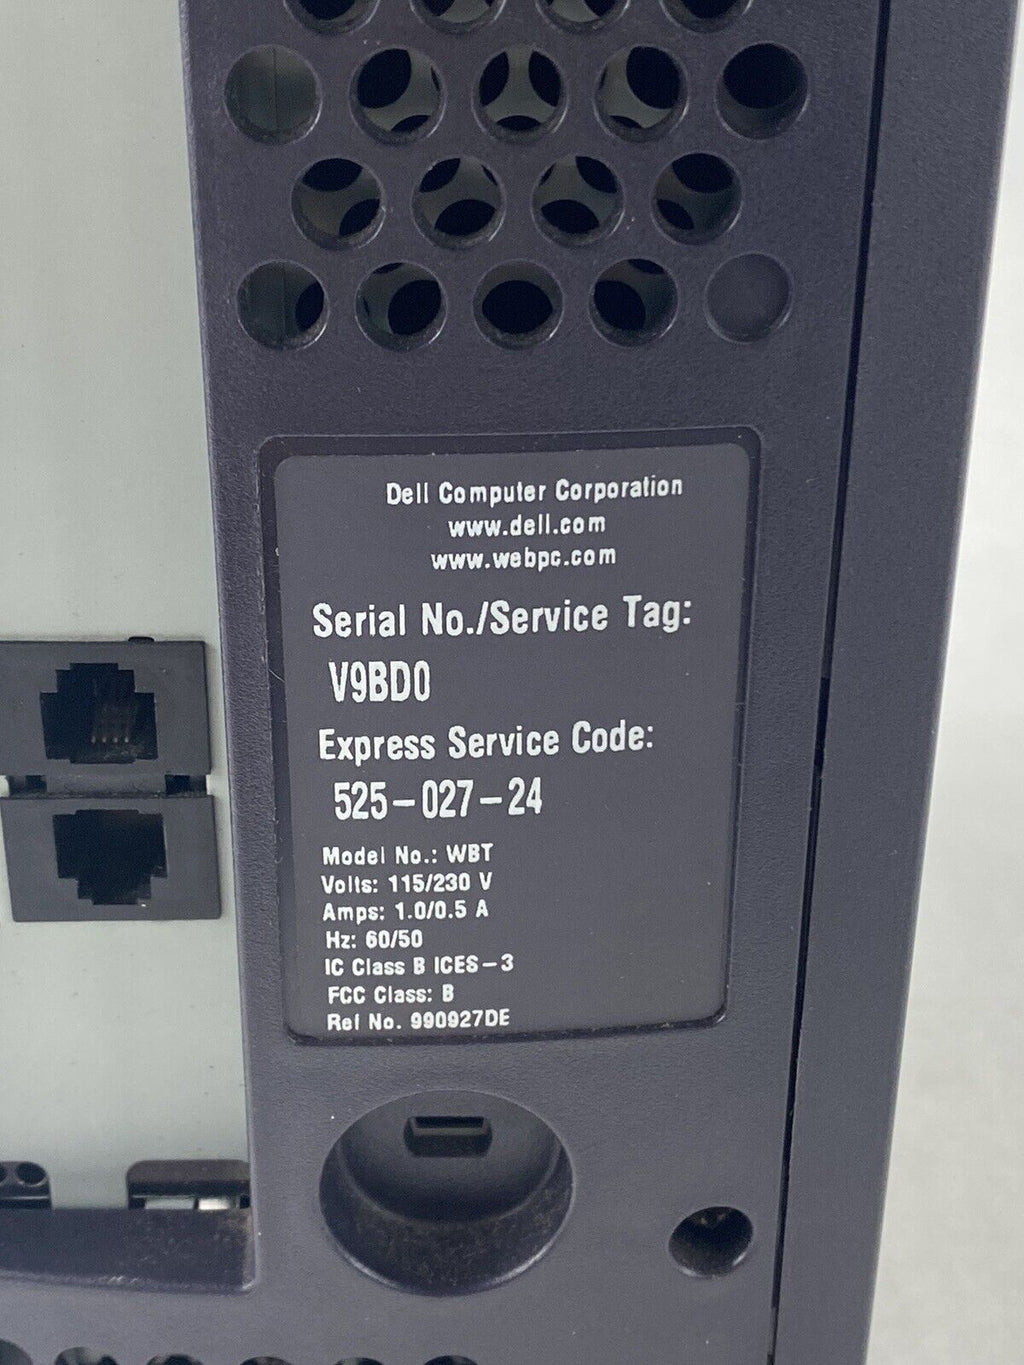 Dell Computer Corporation
www.dell.com
www.webpc.com
Serial No./Service Tag:
V9BD0
Express Service Code:
525-027-24
Model No.: WBT
Volts: 115/230 V
Amps: 1.0/0.5 A
Hz: 60/50
IC Class B ICES-3
FCC Class: B
Rel No. 990927DE